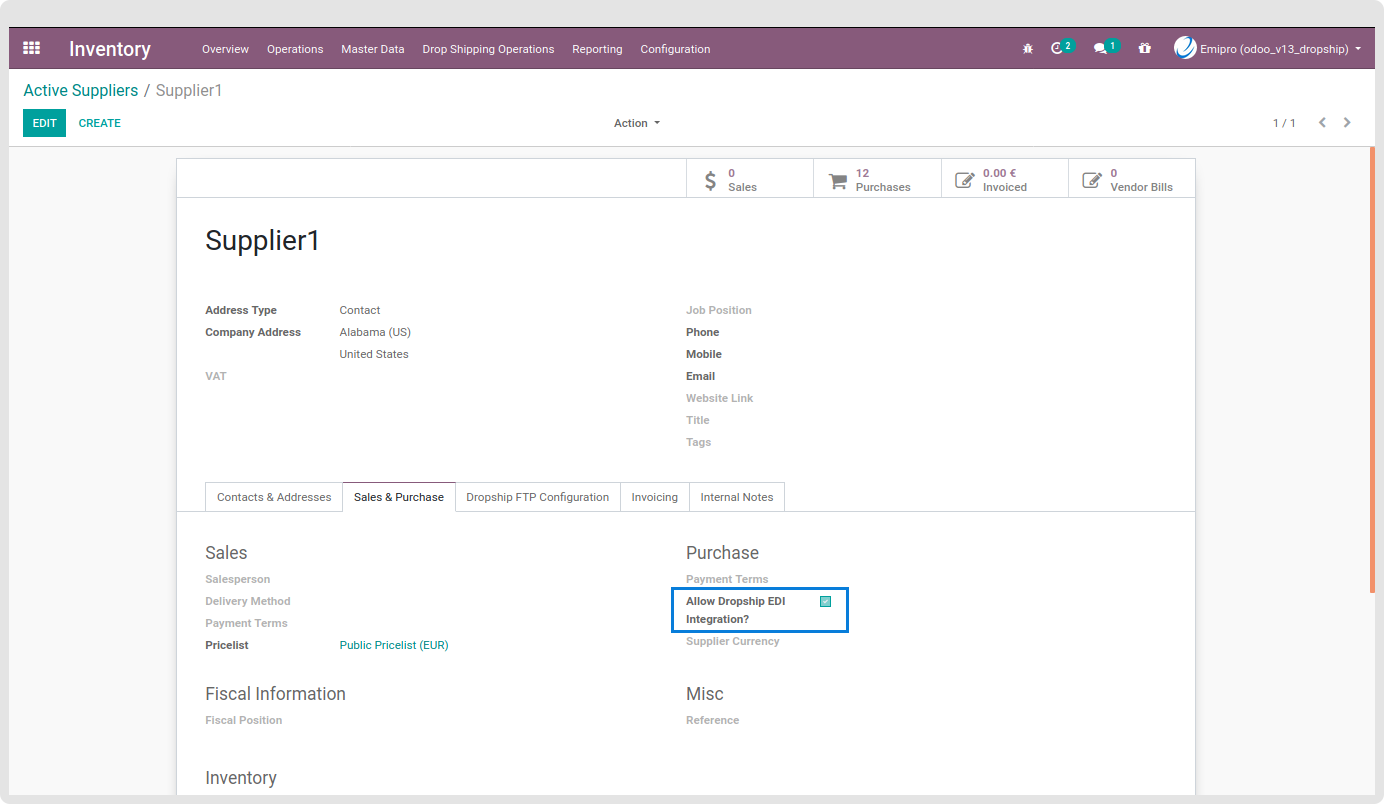 Inventory Overview Operations Master Data Drop Shipping Operations Reporting Configuration 2 1 Emipro (odoo_v13_dropship)
Active Suppliers / Supplier1
EDIT CREATE Action 1 / 1
0
Sales
12
Purchases
0.00 €
Invoiced
0
Vendor Bills
Supplier1
Address Type Contact
Company Address Alabama (US)
United States
VAT
Job Position
Phone
Mobile
Email
Website Link
Title
Tags
Contacts & Addresses Sales & Purchase Dropship FTP Configuration Invoicing Internal Notes
Sales
Salesperson
Delivery Method
Payment Terms
Pricelist Public Pricelist (EUR)
Purchase
Payment Terms
Allow Dropship EDI
Integration?
Supplier Currency
Fiscal Information
Fiscal Position
Misc
Reference
Inventory